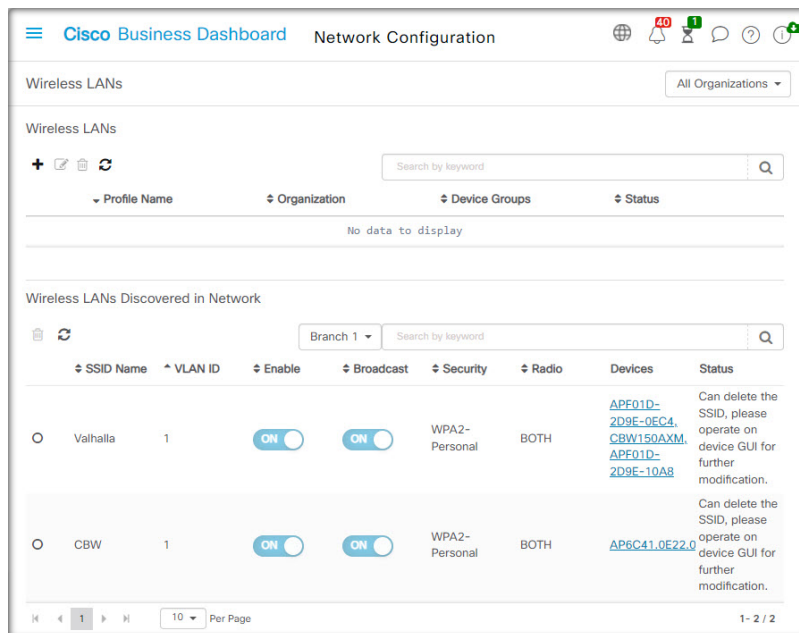 Cisco Business Dashboard Network Configuration 40 1
Wireless LANs All Organizations
Wireless LANs
Search by keyword
Profile Name Organization Device Groups Status
No data to display
Wireless LANs Discovered in Network
Branch 1 Search by keyword
SSID Name VLAN ID Enable Broadcast Security Radio Devices Status
Valhalla 1 ON ON WPA2-
Personal BOTH APF01D-
2D9E-0EC4,
CBW150AXM,
APF01D-
2D9E-10A8 Can delete the
SSID, please
operate on
device GUI for
further
modification.
CBW 1 ON ON WPA2-
Personal BOTH AP6C41.0E22.0 Can delete the
SSID, please
operate on
device GUI for
further
modification.
1 10 Per Page 1- 2 / 2